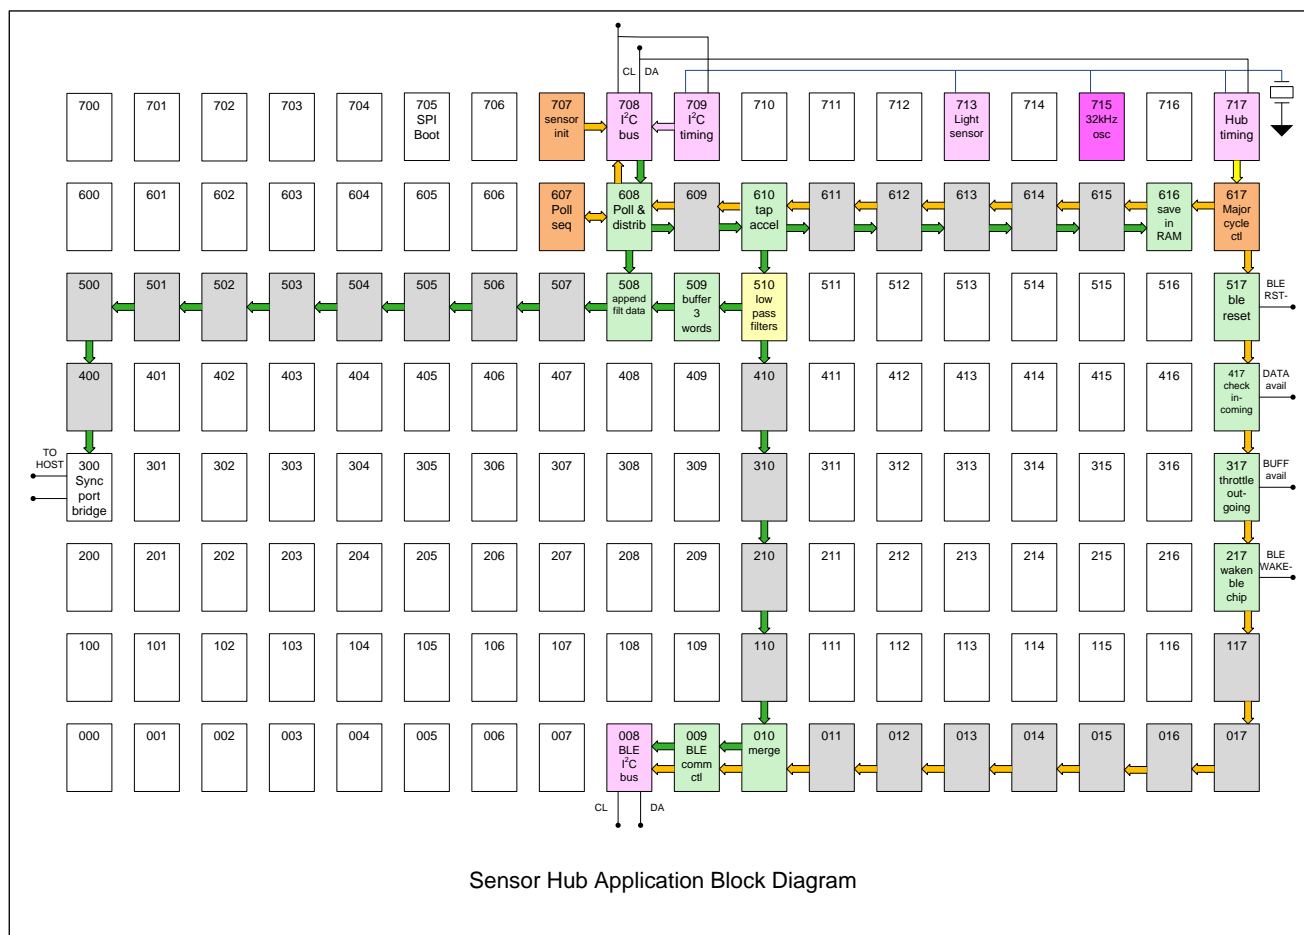 CL DA
700 701 702 703 704 705 706 707 708 709 710 711 712 713 714 715 716 717
SPI sensor I²C I²C Light 32kHz Hub
Boot init bus timing sensor osc timing
600 601 602 603 604 605 606 607 608 609 610 611 612 613 614 615 616 617
Poll Poll & tap save Major
seq distrib accel in cycle
RAM ctl
500 501 502 503 504 505 506 507 508 509 510 511 512 513 514 515 516 517 BLE
append buffer low ble RST-
filt data 3 pass reset
words filters
400 401 402 403 404 405 406 407 408 409 410 411 412 413 414 415 416 417 DATA
check avail
in-
coming
TO
HOST
300 301 302 303 304 305 306 307 308 309 310 311 312 313 314 315 316 317 BUFF
Sync throttle avail
port out-
bridge going
200 201 202 203 204 205 206 207 208 209 210 211 212 213 214 215 216 217 BLE
waken WAKE-
ble
chip
100 101 102 103 104 105 106 107 108 109 110 111 112 113 114 115 116 117
000 001 002 003 004 005 006 007 008 009 010 011 012 013 014 015 016 017
BLE BLE merge
I²C comm
bus ctl
CL DA
Sensor Hub Application Block Diagram